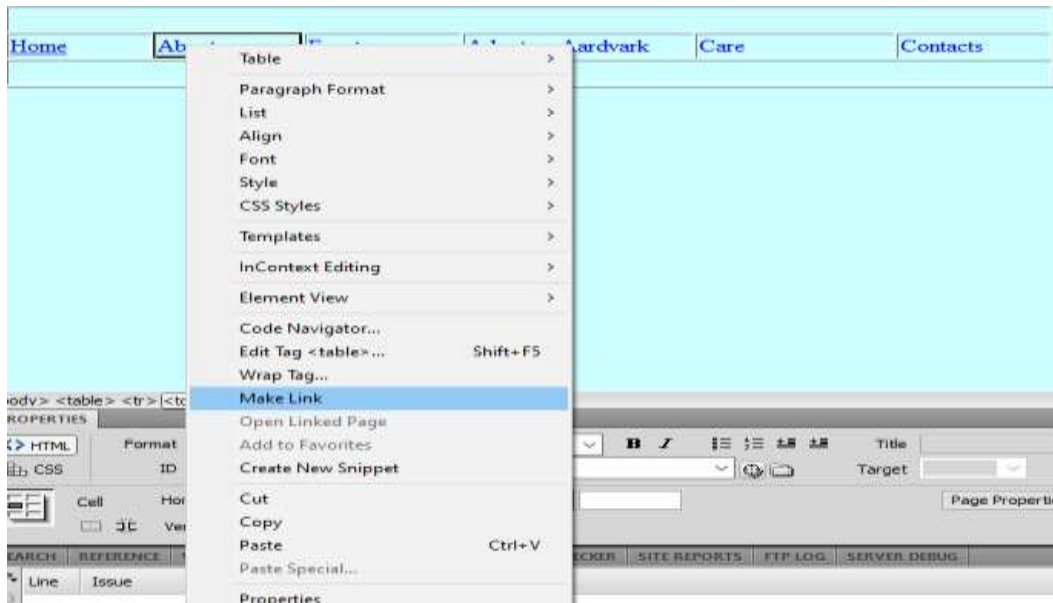 Home Ab Aardvark Care Contacts
Table >
Paragraph Format >
List >
Align >
Font >
Style >
CSS Styles >
Templates >
InContext Editing >
Element View >
Code Navigator...
Edit Tag <table>... Shift+F5
Wrap Tag...
Make Link
Open Linked Page
Add to Favorites
Create New Snippet
Cut
Copy
Paste Ctrl+V
Paste Special...
Properties
ody> <table> <tr>
ROPERTIES
<> HTML Format B I Title
CSS ID Target
Cell Hor Page Properti
Ver
EARCH REFERENCE ECKER SITE REPORTS FTP LOG SERVER DEBUG
Line Issue